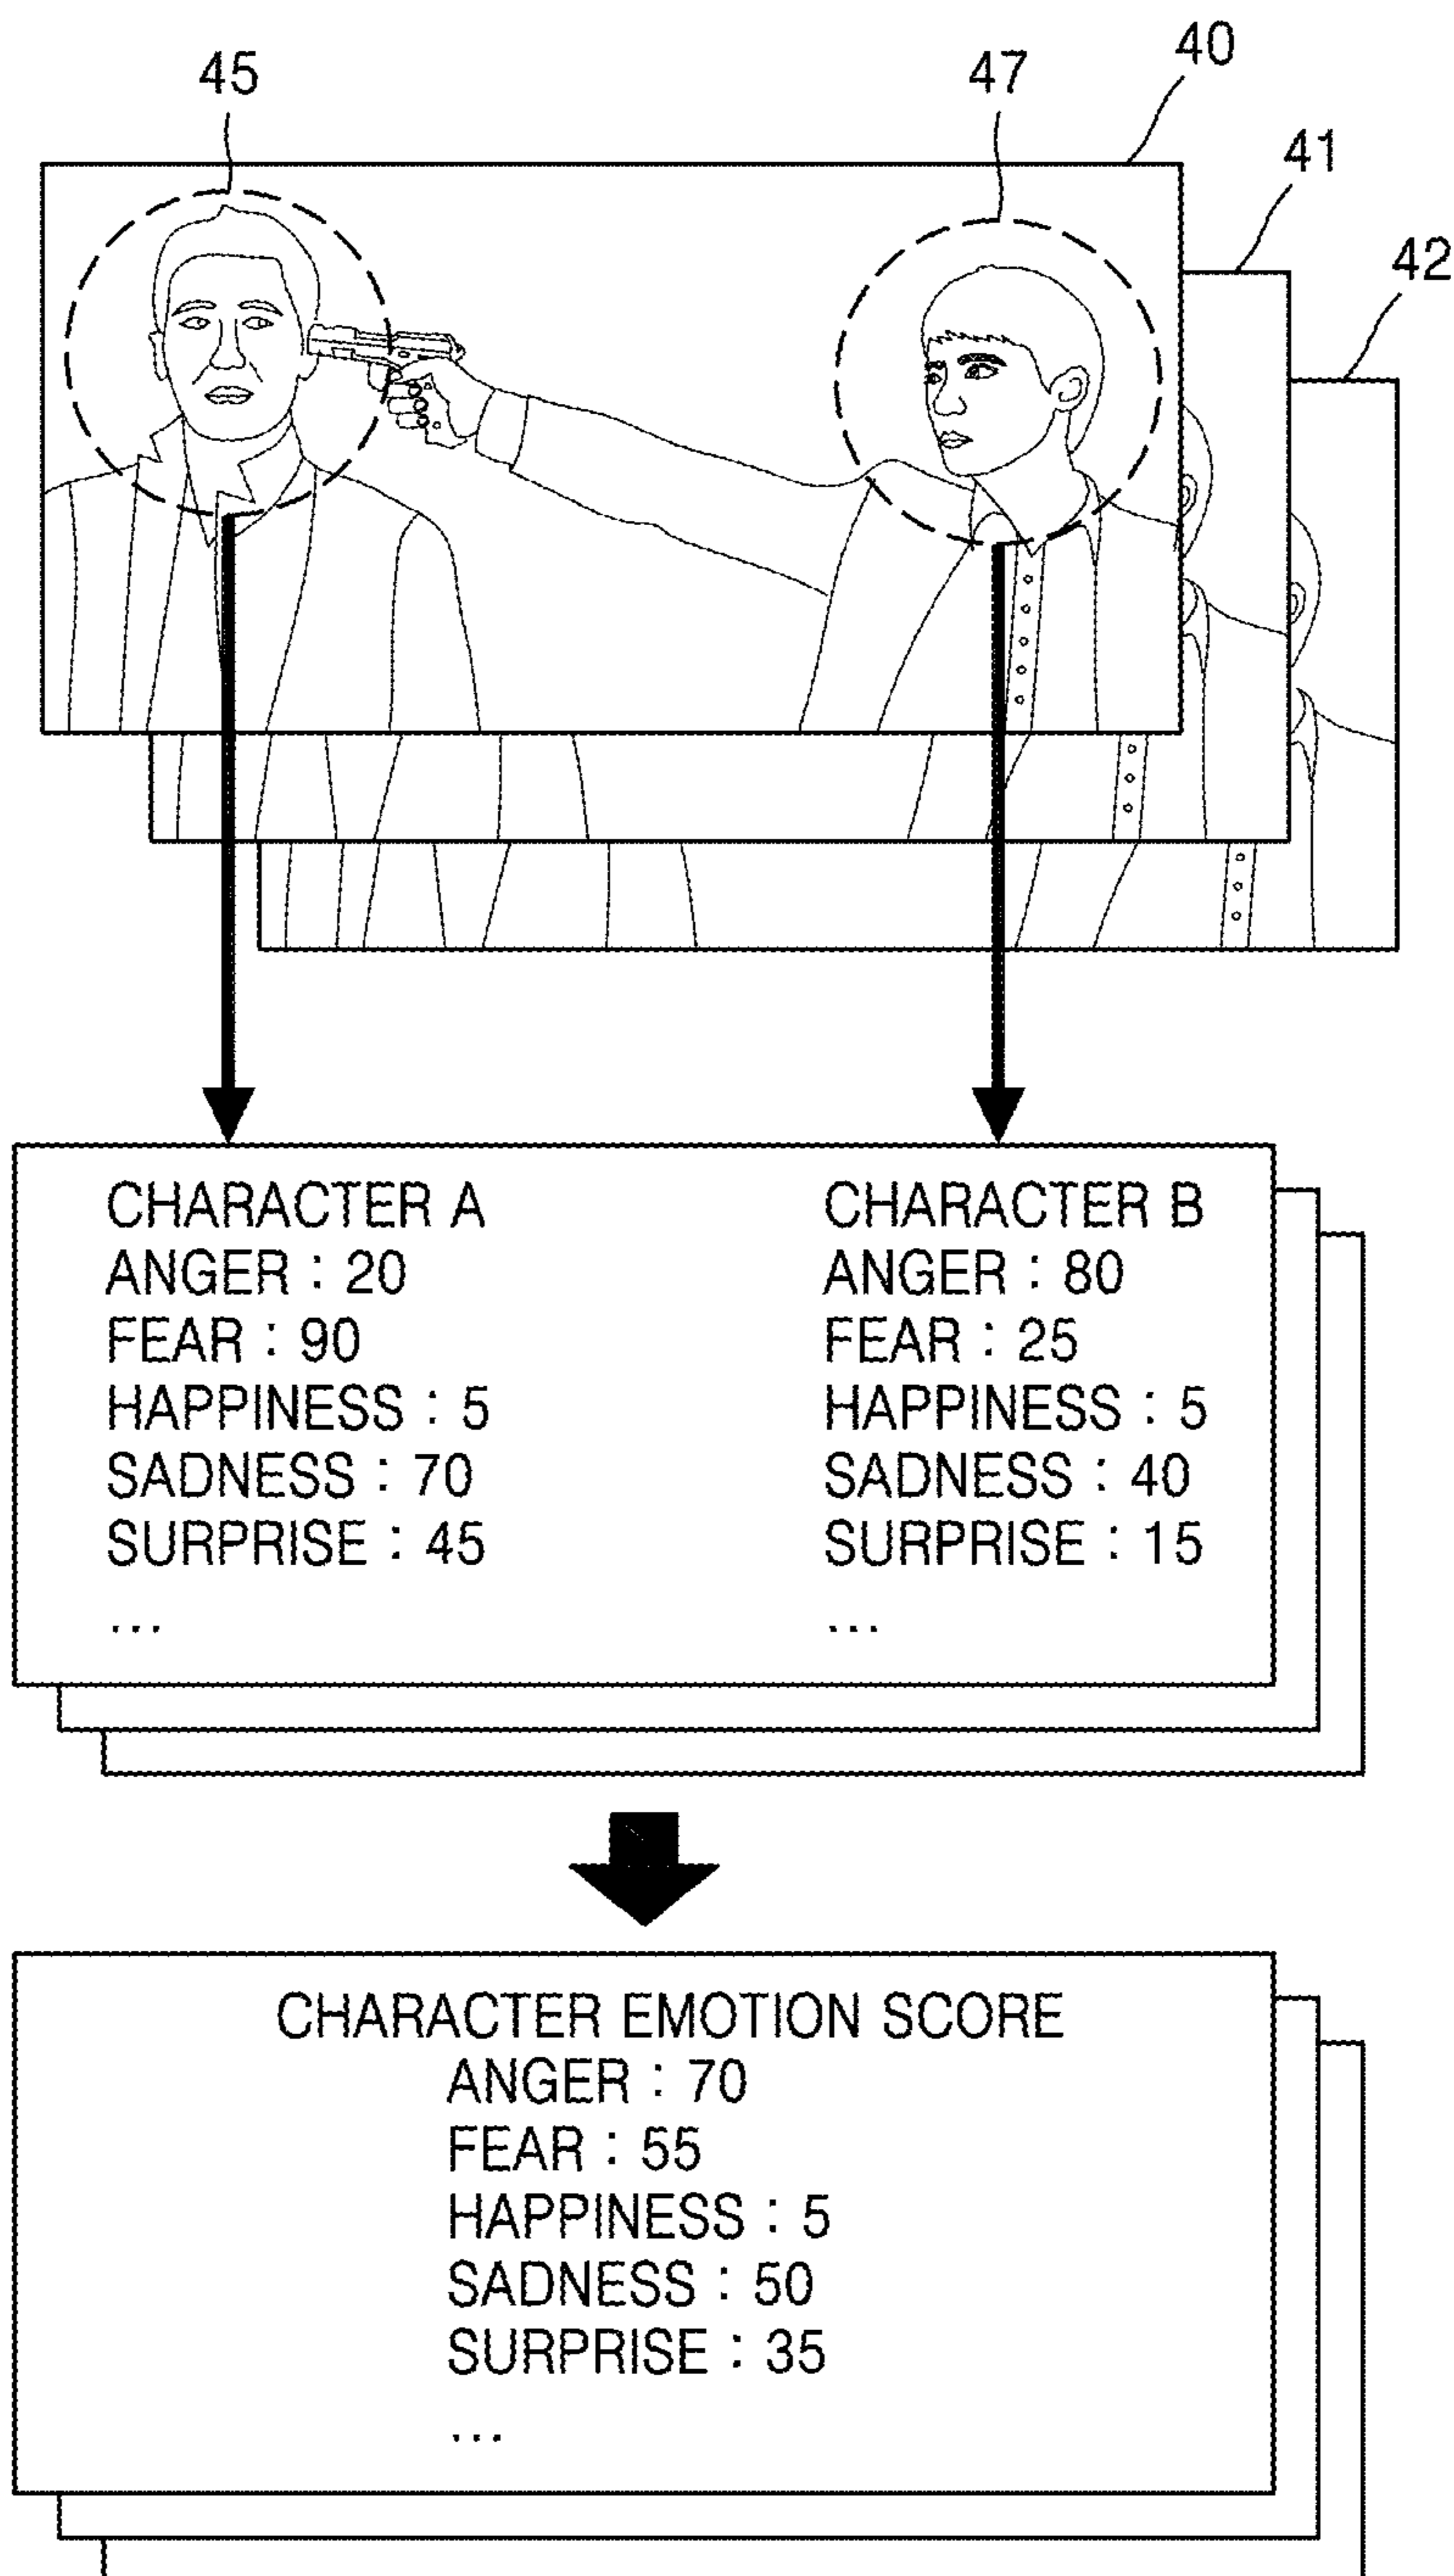 45
47
40
41
42
CHARACTER A
ANGER : 20
FEAR : 90
HAPPINESS : 5
SADNESS : 70
SURPRISE : 45
...
CHARACTER B
ANGER : 80
FEAR : 25
HAPPINESS : 5
SADNESS : 40
SURPRISE : 15
...
CHARACTER EMOTION SCORE
ANGER : 70
FEAR : 55
HAPPINESS : 5
SADNESS : 50
SURPRISE : 35
...